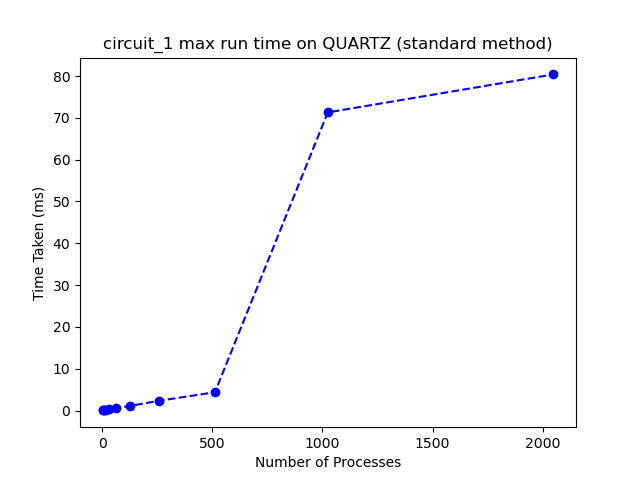 circuit_1 max run time on QUARTZ (standard method)
80
70
60
50
40
30
20
10
0
Time Taken (ms)
0 500 1000 1500 2000
Number of Processes